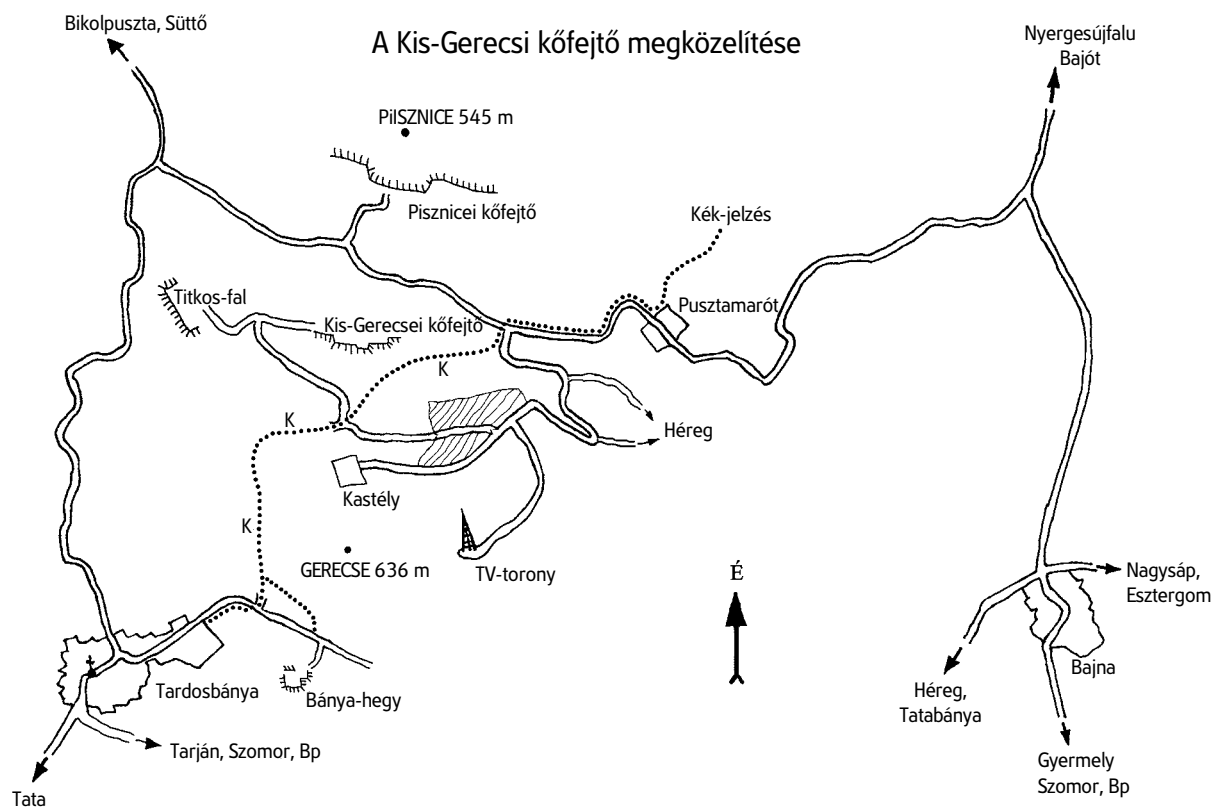 Bikolpuszta, Süttő
A Kis-Gerecsi kőfejtő megközelítése
Nyergesújfalu
Bajót
PiISZNICE 545 m
Pisznicei kőfejtő
Kék-jelzés
Titkos-fal
Kis-Gerecsei kőfejtő
Pusztamarót
K
K
Héreg
Kastély
K
GERECSE 636 m
TV-torony
É
Nagysáp,
Esztergom
Tardosbánya
Bánya-hegy
Bajna
Héreg,
Tatabánya
Tarján, Szomor, Bp
Gyermely
Szomor, Bp
Tata